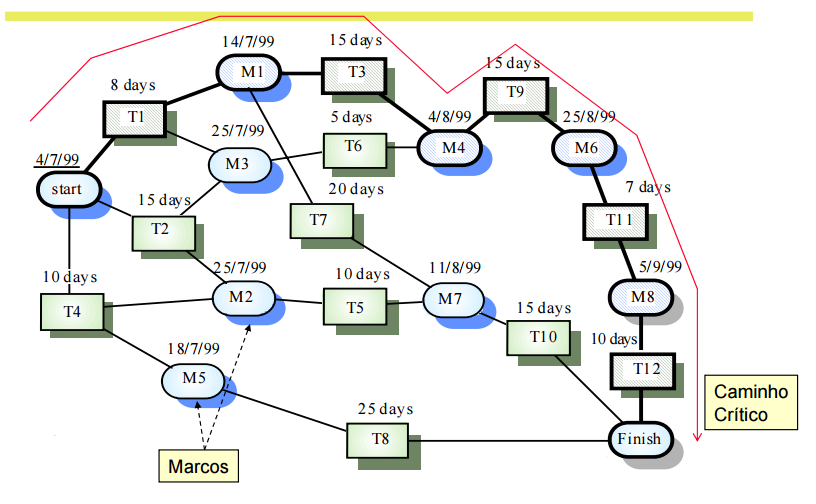 14/7/99
15 days
M1
T3
15 days
8 days
T9
T1
25/7/99
5 days
4/8/99
25/8/99
M3
T6
M4
M6
4/7/99
start
15 days
20 days
7 days
T2
T7
T11
10 days
25/7/99
10 days
11/8/99
5/9/99
T4
M2
T5
M7
M8
15 days
T10
10 days
18/7/99
M5
T12
25 days
Caminho
Crítico
T8
Finish
Marcos